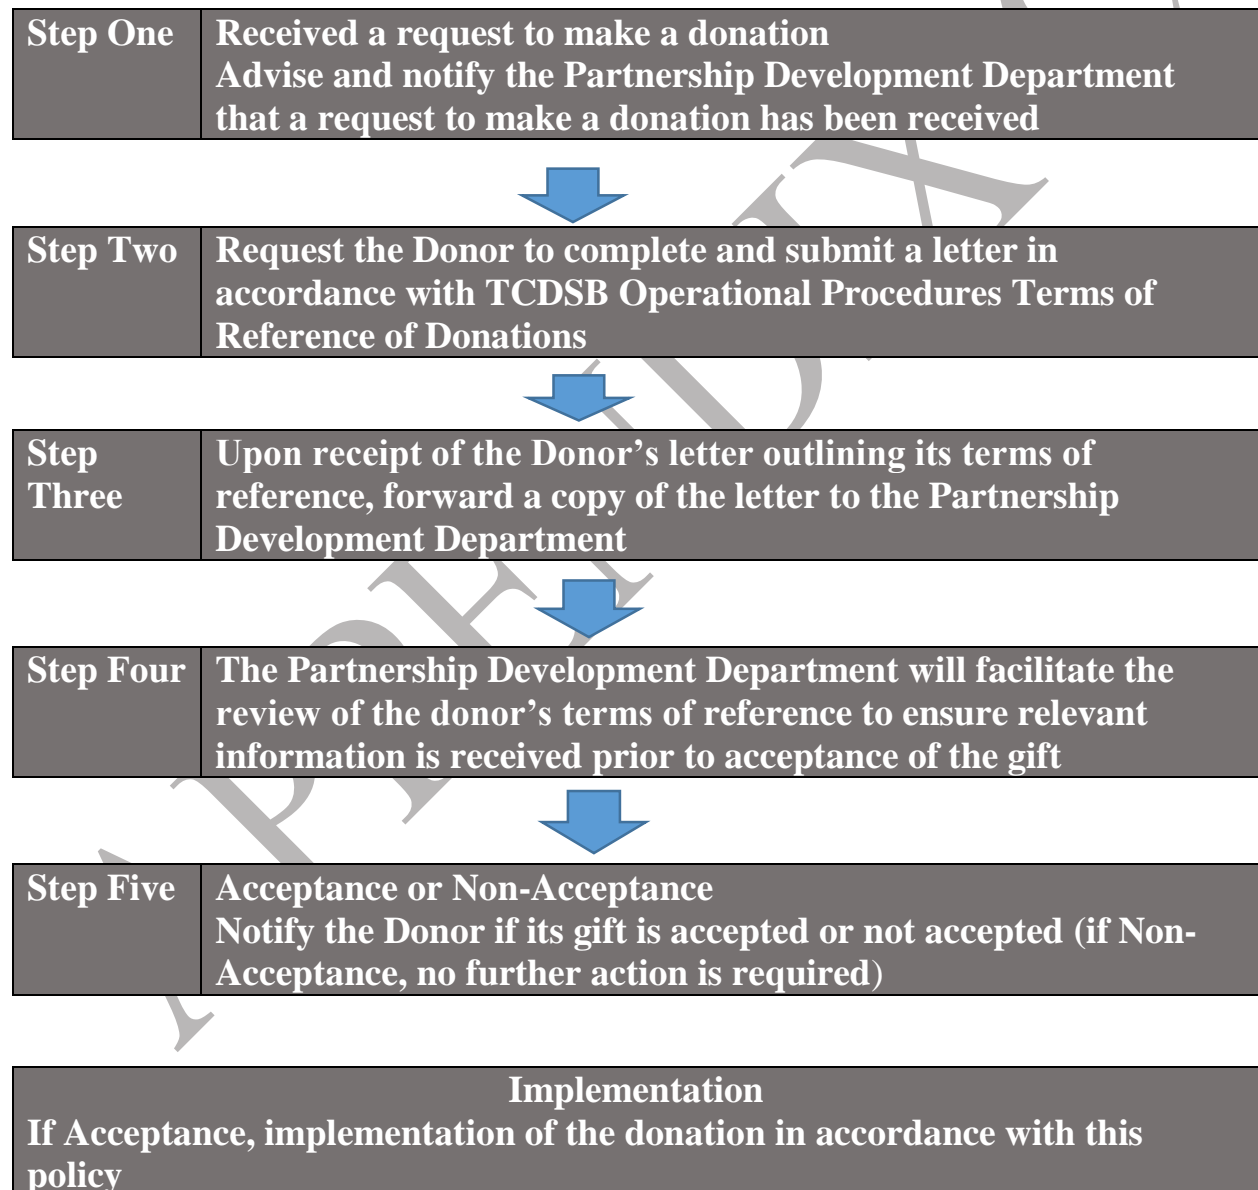 Step One
Received a request to make a donation
Advise and notify the Partnership Development Department
that a request to make a donation has been received
Step Two
Request the Donor to complete and submit a letter in
accordance with TCDSB Operational Procedures Terms of
Reference of Donations
Step
Three
Upon receipt of the Donor’s letter outlining its terms of
reference, forward a copy of the letter to the Partnership
Development Department
Step Four
The Partnership Development Department will facilitate the
review of the donor’s terms of reference to ensure relevant
information is received prior to acceptance of the gift
Step Five
Acceptance or Non-Acceptance
Notify the Donor if its gift is accepted or not accepted (if Non-
Acceptance, no further action is required)
Implementation
If Acceptance, implementation of the donation in accordance with this
policy